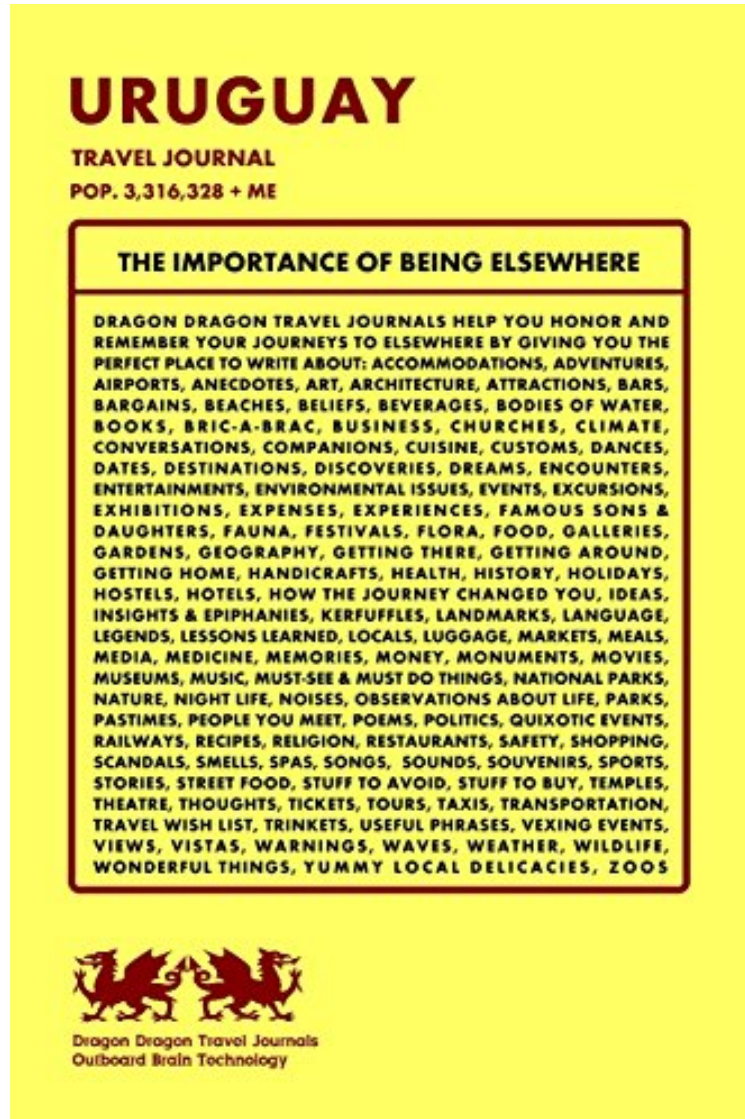 URUGUAY
TRAVEL JOURNAL
POP. 3,316,328 + ME
THE IMPORTANCE OF BEING ELSEWHERE
DRAGON DRAGON TRAVEL JOURNALS HELP YOU HONOR AND
REMEMBER YOUR JOURNEYS TO ELSEWHERE BY GIVING YOU THE
PERFECT PLACE TO WRITE ABOUT: ACCOMMODATIONS, ADVENTURES,
AIRPORTS, ANECDOTES, ART, ARCHITECTURE, ATTRACTIONS, BARS,
BARGAINS, BEACHES, BELIEFS, BEVERAGES, BODIES OF WATER,
BOOKS, BRIC-A-BRAC, BUSINESS, CHURCHES, CLIMATE,
CONVERSATIONS, COMPANIONS, CUISINE, CUSTOMS, DANCES,
DATES, DESTINATIONS, DISCOVERIES, DREAMS, ENCOUNTERS,
ENTERTAINMENTS, ENVIRONMENTAL ISSUES, EVENTS, EXCURSIONS,
EXHIBITIONS, EXPENSES, EXPERIENCES, FAMOUS SONS &
DAUGHTERS, FAUNA, FESTIVALS, FLORA, FOOD, GALLERIES,
GARDENS, GEOGRAPHY, GETTING THERE, GETTING AROUND,
GETTING HOME, HANDICRAFTS, HEALTH, HISTORY, HOLIDAYS,
HOSTELS, HOTELS, HOW THE JOURNEY CHANGED YOU, IDEAS,
INSIGHTS & EPIPHANIES, KERFUFFLES, LANDMARKS, LANGUAGE,
LEGENDS, LESSONS LEARNED, LOCALS, LUGGAGE, MARKETS, MEALS,
MEDIA, MEDICINE, MEMORIES, MONEY, MONUMENTS, MOVIES,
MUSEUMS, MUSIC, MUST-SEE & MUST DO THINGS, NATIONAL PARKS,
NATURE, NIGHT LIFE, NOISES, OBSERVATIONS ABOUT LIFE, PARKS,
PASTIMES, PEOPLE YOU MEET, POEMS, POLITICS, QUIXOTIC EVENTS,
RAILWAYS, RECIPES, RELIGION, RESTAURANTS, SAFETY, SHOPPING,
SCANDALS, SMELLS, SPAS, SONGS, SOUNDS, SOUVENIRS, SPORTS,
STORIES, STREET FOOD, STUFF TO AVOID, STUFF TO BUY, TEMPLES,
THEATRE, THOUGHTS, TICKETS, TOURS, TAXIS, TRANSPORTATION,
TRAVEL WISH LIST, TRINKETS, USEFUL PHRASES, VEXING EVENTS,
VIEWS, VISTAS, WARNINGS, WAVES, WEATHER, WILDLIFE,
WONDERFUL THINGS, YUMMY LOCAL DELICACIES, ZOOS
Dragon Dragon Travel Journals
Outboard Brain Technology